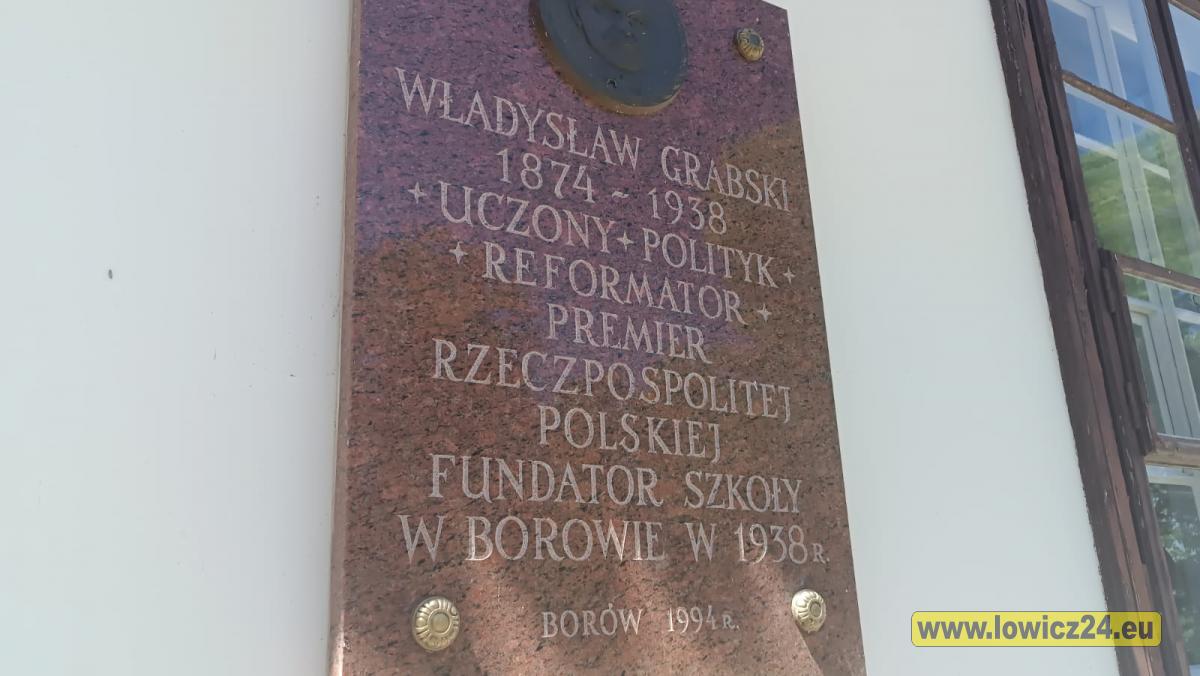 WŁADYSŁAW GRABSKI
1874 ~ 1938
+ UCZONY + POLITYK +
+ REFORMATOR +
PREMIER
RZECZPOSPOLITEJ
POLSKIEJ
FUNDATOR SZKOŁY
W BOROWIE W 1938 R.
BORÓW 1994 R.
www.lowicz24.eu